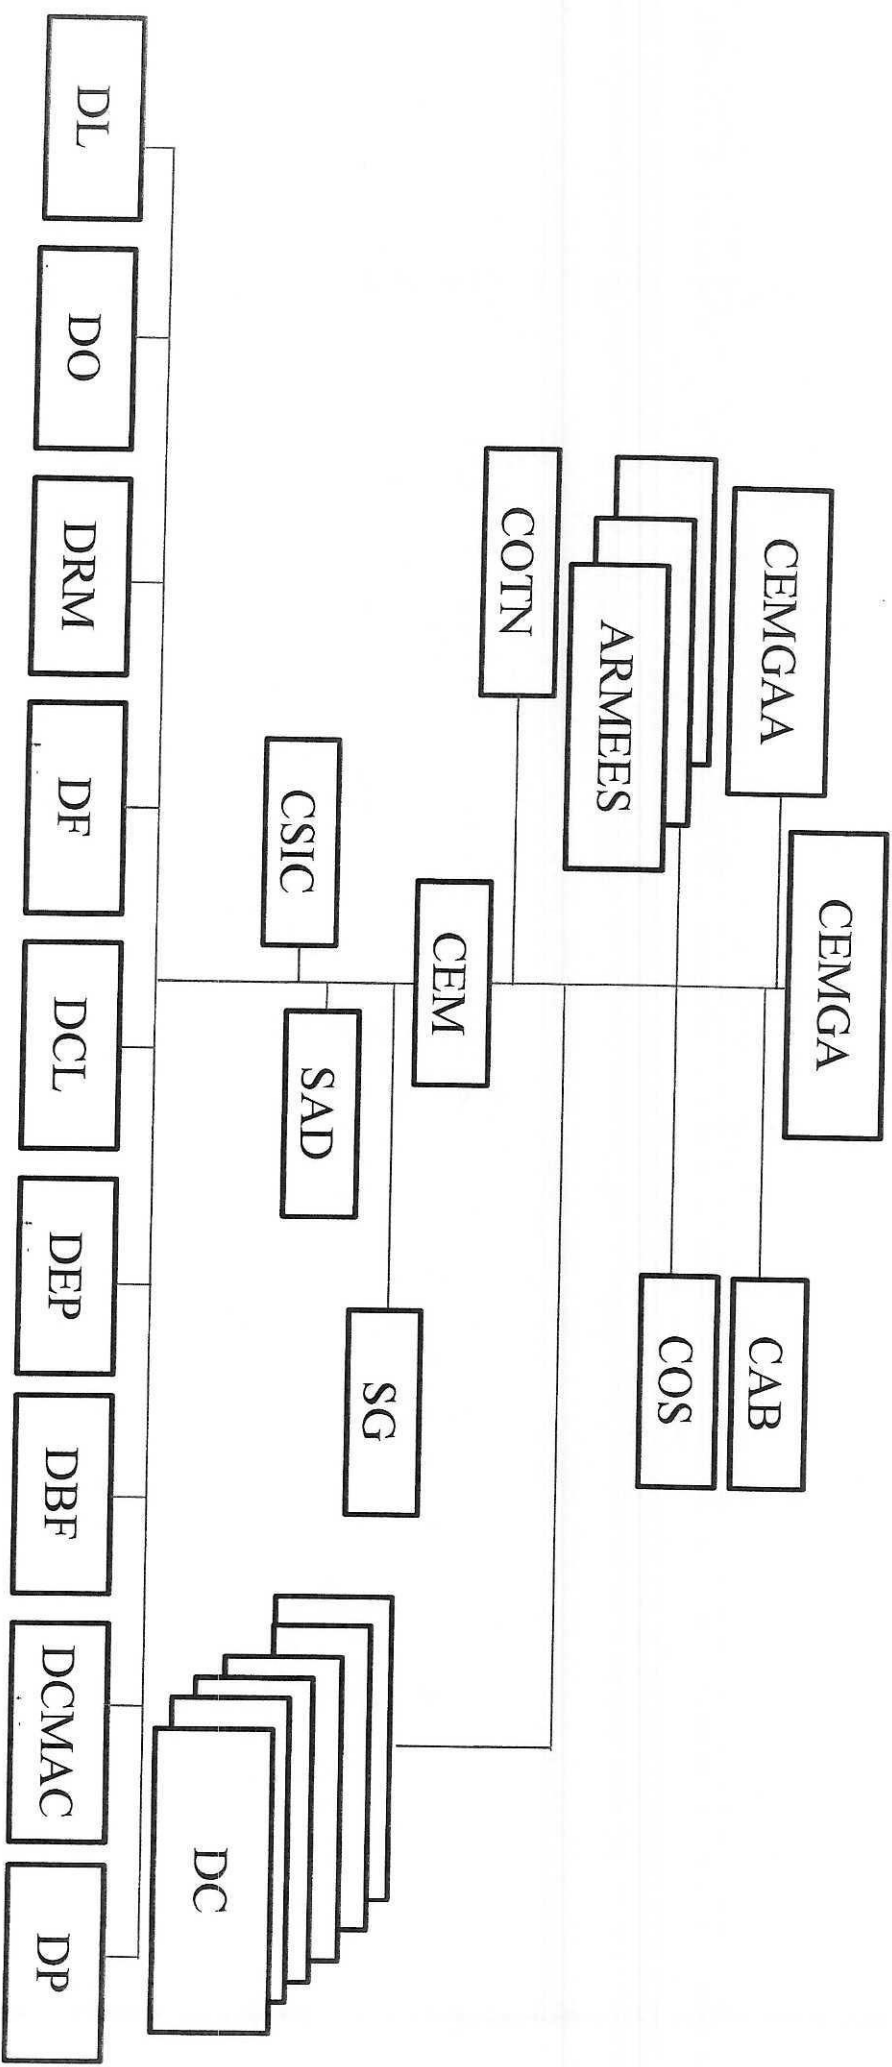 CEMGA
CEMGAA
CAB
ARMEES
COS
COTN
CEM
SG
CSIC
SAD
DC
DL
DO
DRM
DF
DCL
DEP
DBF
DCMAC
DP